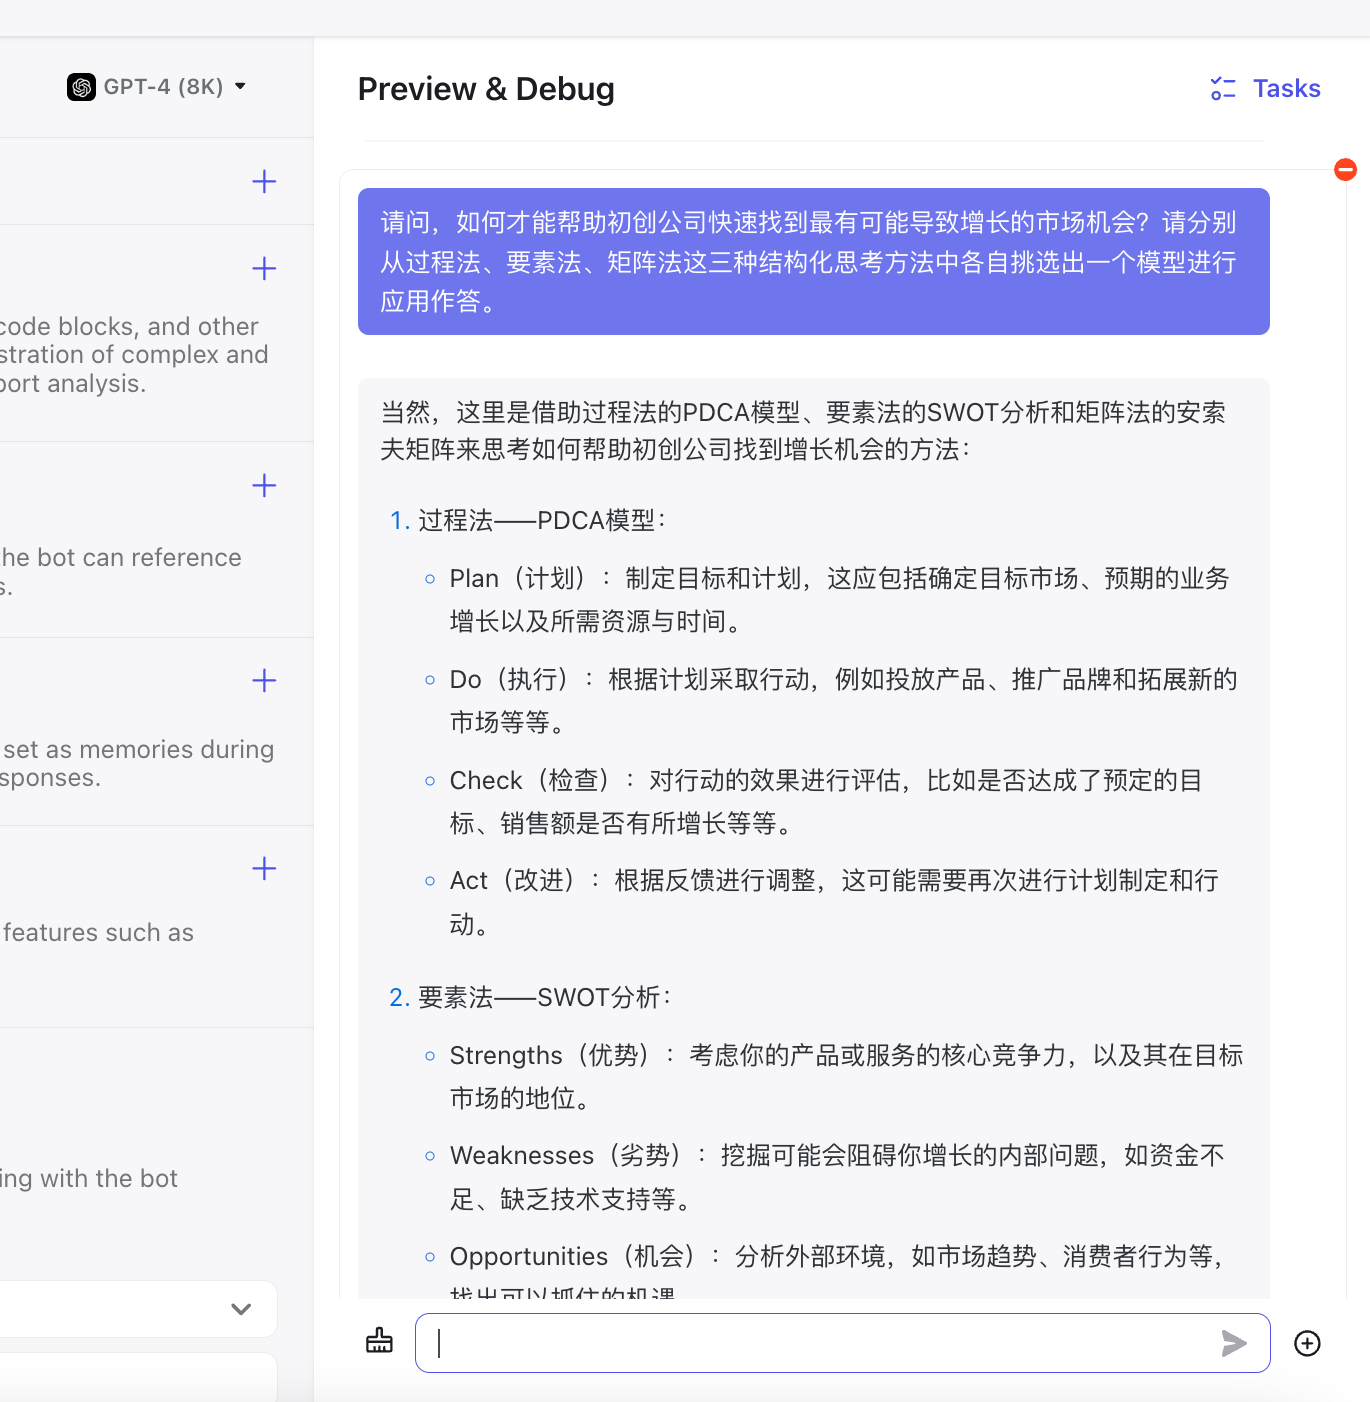 GPT-4 (8K)
code blocks, and other
stration of complex and
port analysis.
the bot can reference
s.
set as memories during
sponses.
features such as
ing with the bot
Preview & Debug
Tasks
请问，如何才能帮助初创公司快速找到最有可能导致增长的市场机会？请分别
从过程法、要素法、矩阵法这三种结构化思考方法中各自挑选出一个模型进行
应用作答。
当然，这里是借助过程法的PDCA模型、要素法的SWOT分析和矩阵法的安索
夫矩阵来思考如何帮助初创公司找到增长机会的方法：
1. 过程法——PDCA模型：
Plan（计划）：制定目标和计划，这应包括确定目标市场、预期的业务
增长以及所需资源与时间。
Do（执行）：根据计划采取行动，例如投放产品、推广品牌和拓展新的
市场等等。
Check（检查）：对行动的效果进行评估，比如是否达成了预定的目
标、销售额是否有所增长等等。
Act（改进）：根据反馈进行调整，这可能需要再次进行计划制定和行
动。
2. 要素法——SWOT分析：
Strengths（优势）：考虑你的产品或服务的核心竞争力，以及其在目标
市场的地位。
Weaknesses（劣势）：挖掘可能会阻碍你增长的内部问题，如资金不
足、缺乏技术支持等。
Opportunities（机会）：分析外部环境，如市场趋势、消费者行为等，
找出可以抓住的机遇